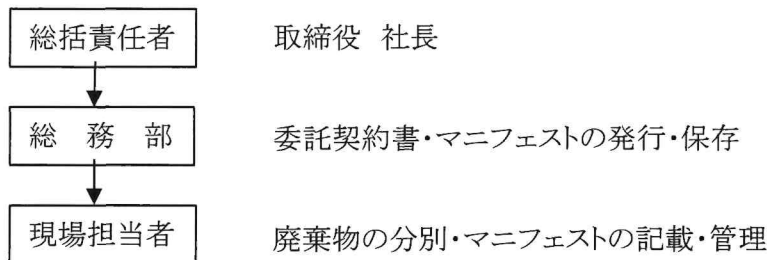 総括責任者 取締役 社長
総務部 委託契約書・マニフェストの発行・保存
現場担当者 廃棄物の分別・マニフェストの記載・管理